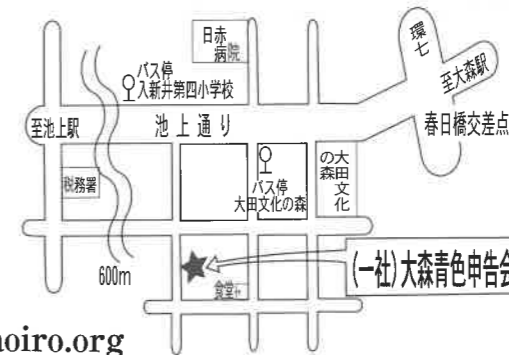 日赤
病院
環七
バス停
入新井第四小学校
至大森駅
至池上駅
池上通り
春日橋交差点
税務署
バス停
大田文化の森
大田文化
の森
600m
(一社)大森青色申告会
食堂
oiro.org